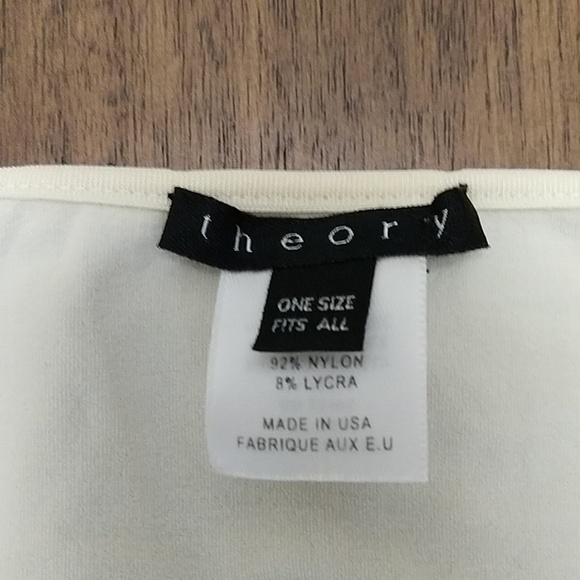 theory
ONE SIZE
FITS ALL
92% NYLON
8% LYCRA
MADE IN USA
FABRIQUE AUX E.U